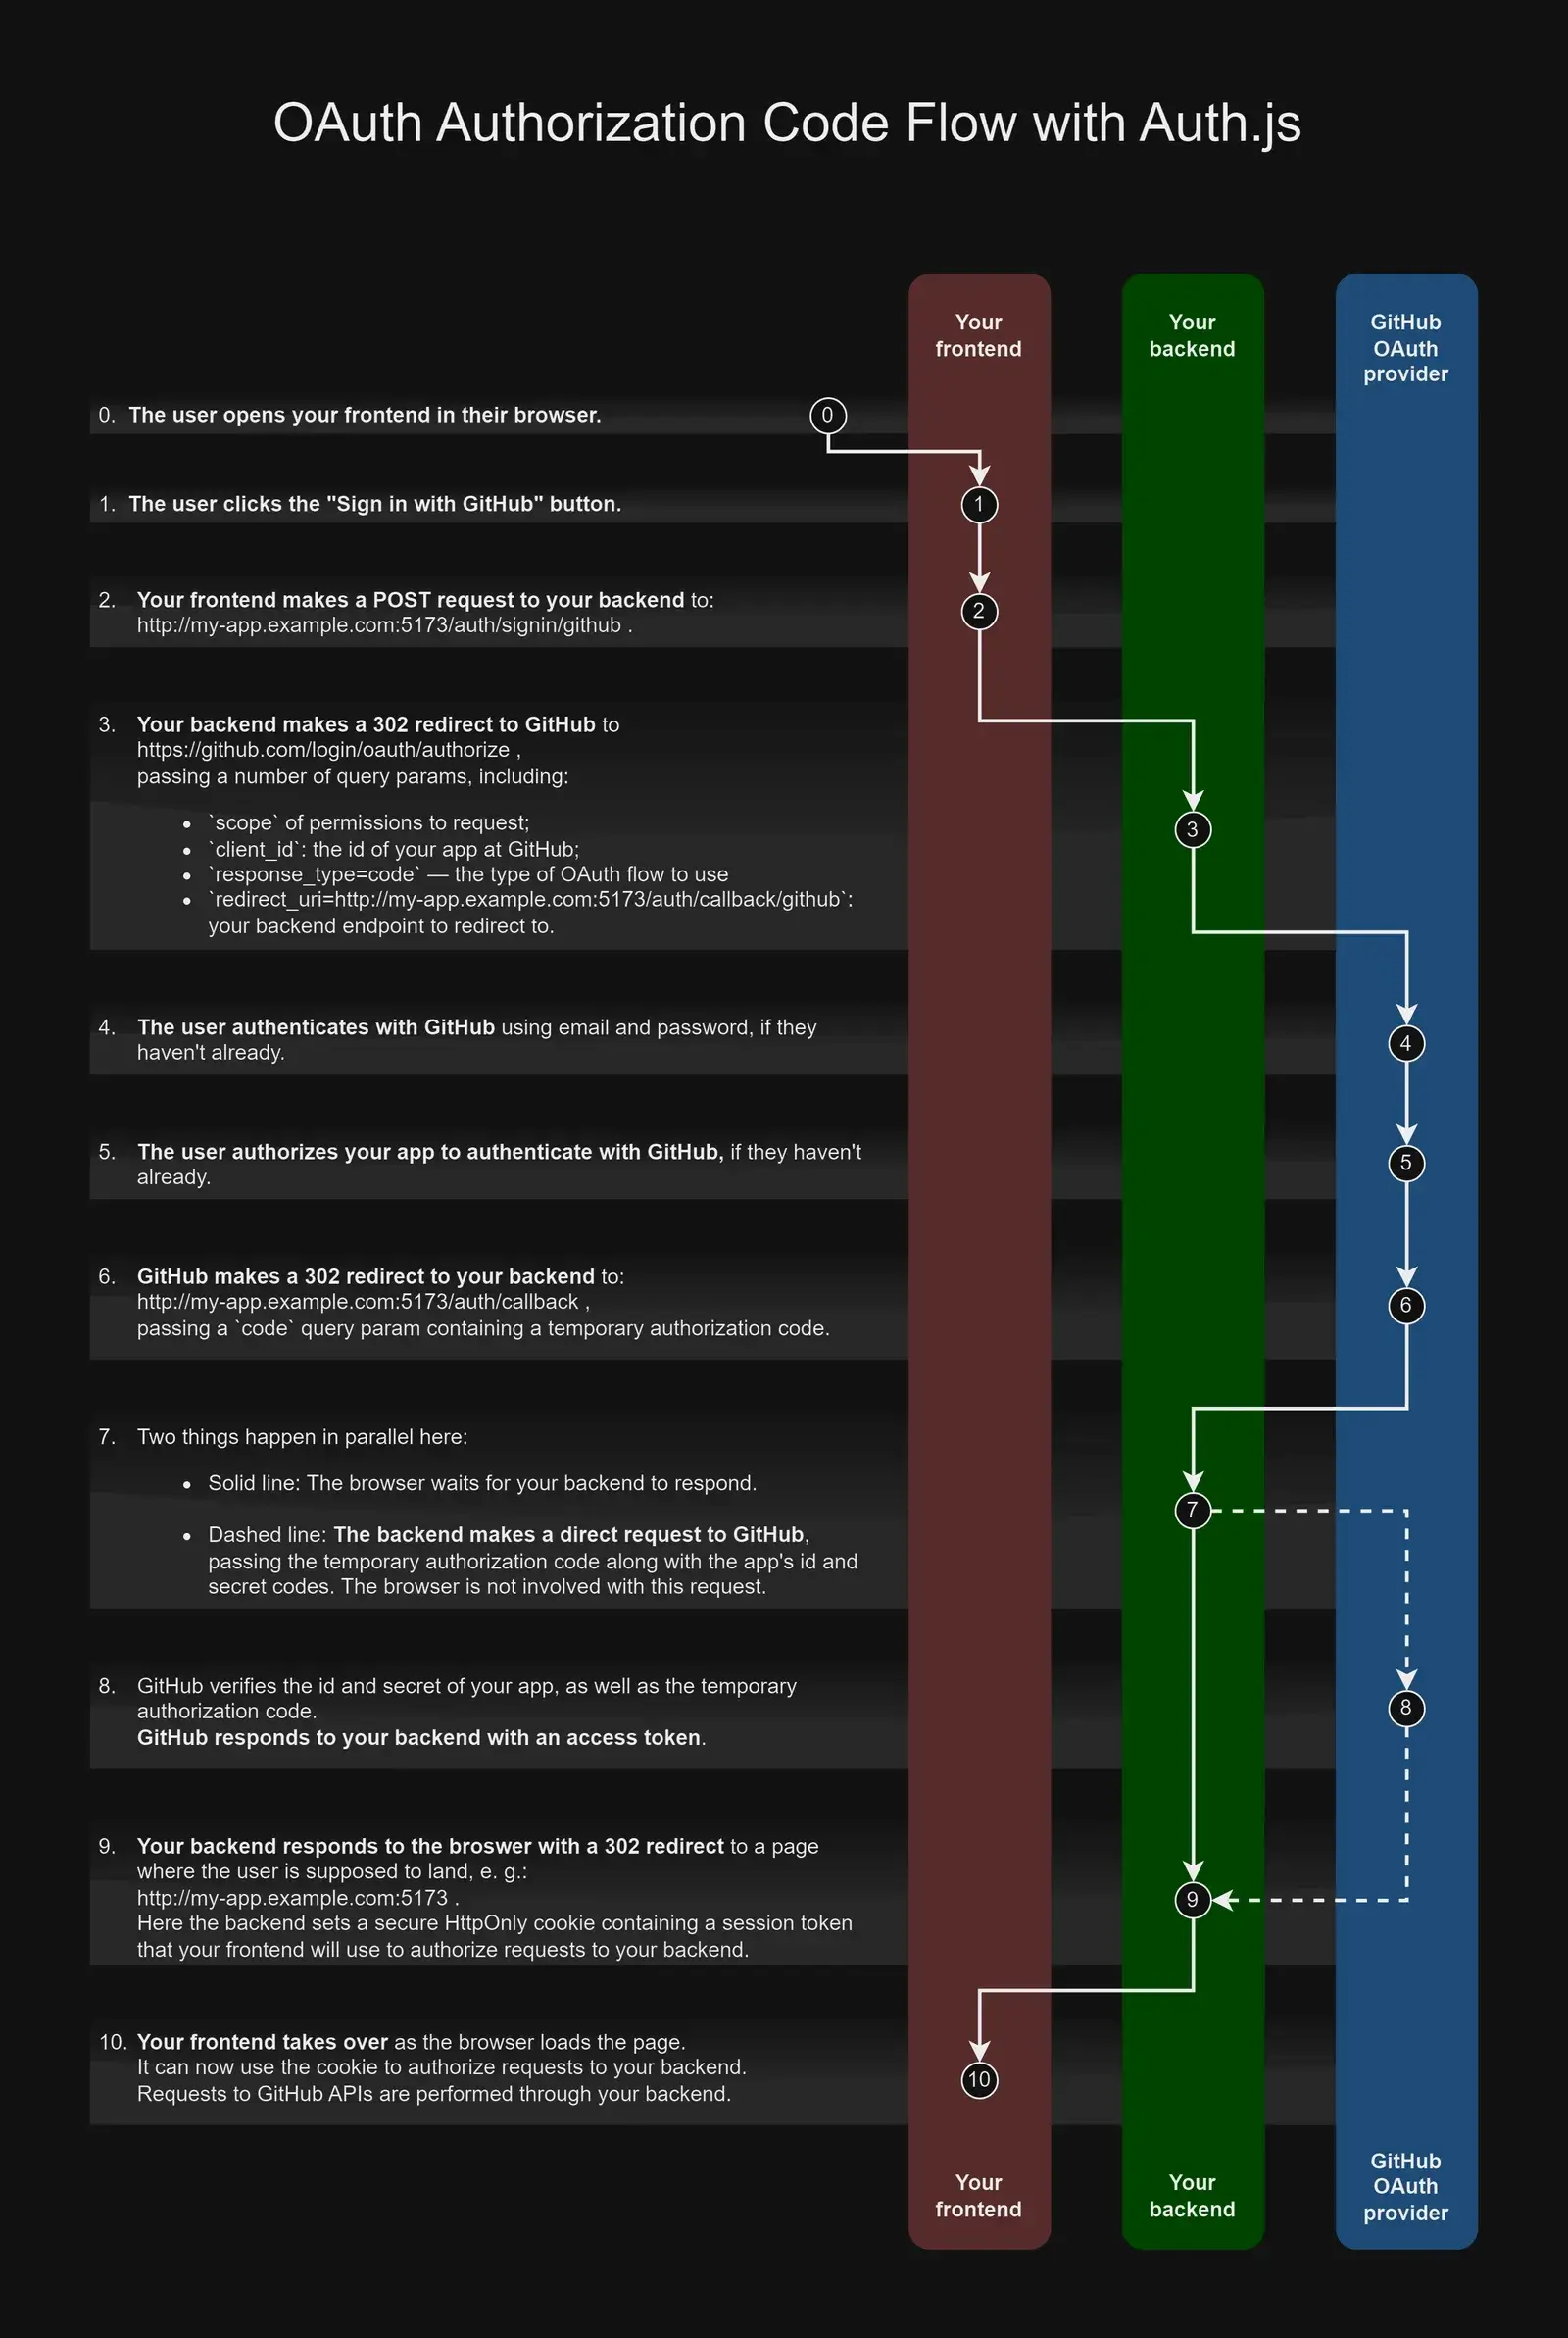 OAuth Authorization Code Flow with Auth.js
Your
frontend
Your
backend
GitHub
OAuth
provider
0. The user opens your frontend in their browser.
0
1. The user clicks the "Sign in with GitHub" button.
1
2. Your frontend makes a POST request to your backend to:
http://my-app.example.com:5173/auth/signin/github .
2
3. Your backend makes a 302 redirect to GitHub to
https://github.com/login/oauth/authorize ,
passing a number of query params, including:
• `scope` of permissions to request;
• `client_id`: the id of your app at GitHub;
• `response_type=code` — the type of OAuth flow to use
• `redirect_uri=http://my-app.example.com:5173/auth/callback/github`:
your backend endpoint to redirect to.
3
4. The user authenticates with GitHub using email and password, if they
haven't already.
4
5. The user authorizes your app to authenticate with GitHub, if they haven't
already.
5
6. GitHub makes a 302 redirect to your backend to:
http://my-app.example.com:5173/auth/callback ,
passing a `code` query param containing a temporary authorization code.
6
7. Two things happen in parallel here:
• Solid line: The browser waits for your backend to respond.
• Dashed line: The backend makes a direct request to GitHub,
passing the temporary authorization code along with the app's id and
secret codes. The browser is not involved with this request.
7
8. GitHub verifies the id and secret of your app, as well as the temporary
authorization code.
GitHub responds to your backend with an access token.
8
9. Your backend responds to the broswer with a 302 redirect to a page
where the user is supposed to land, e. g.:
http://my-app.example.com:5173 .
Here the backend sets a secure HttpOnly cookie containing a session token
that your frontend will use to authorize requests to your backend.
9
10. Your frontend takes over as the browser loads the page.
It can now use the cookie to authorize requests to your backend.
Requests to GitHub APIs are performed through your backend.
10
Your
frontend
Your
backend
GitHub
OAuth
provider